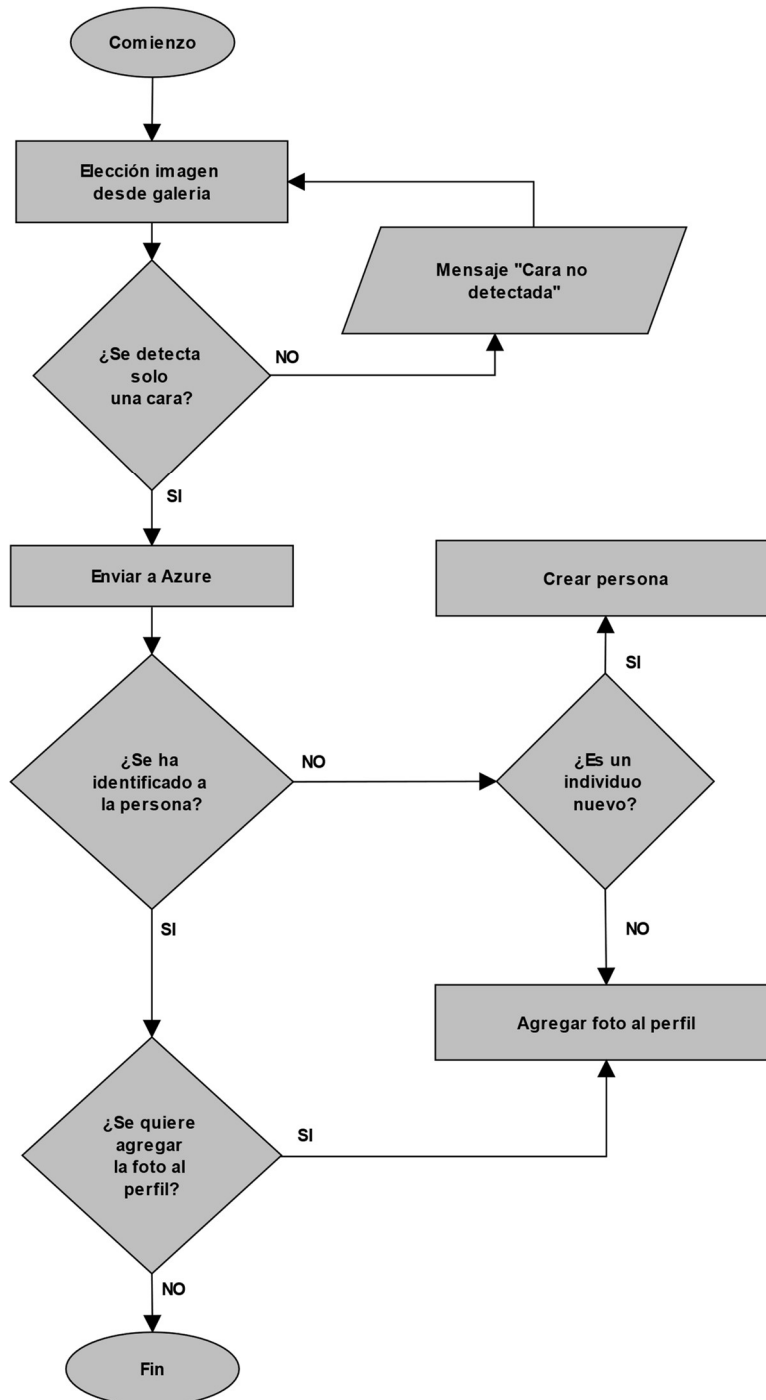 Comienzo
Elección imagen
desde galeria
Mensaje "Cara no
detectada"
¿Se detecta
solo
una cara?
NO
SI
Enviar a Azure
Crear persona
SI
¿Se ha
identificado a
la persona?
NO
¿Es un
individuo
nuevo?
SI
NO
Agregar foto al perfil
¿Se quiere
agregar
la foto al
perfil?
SI
NO
Fin